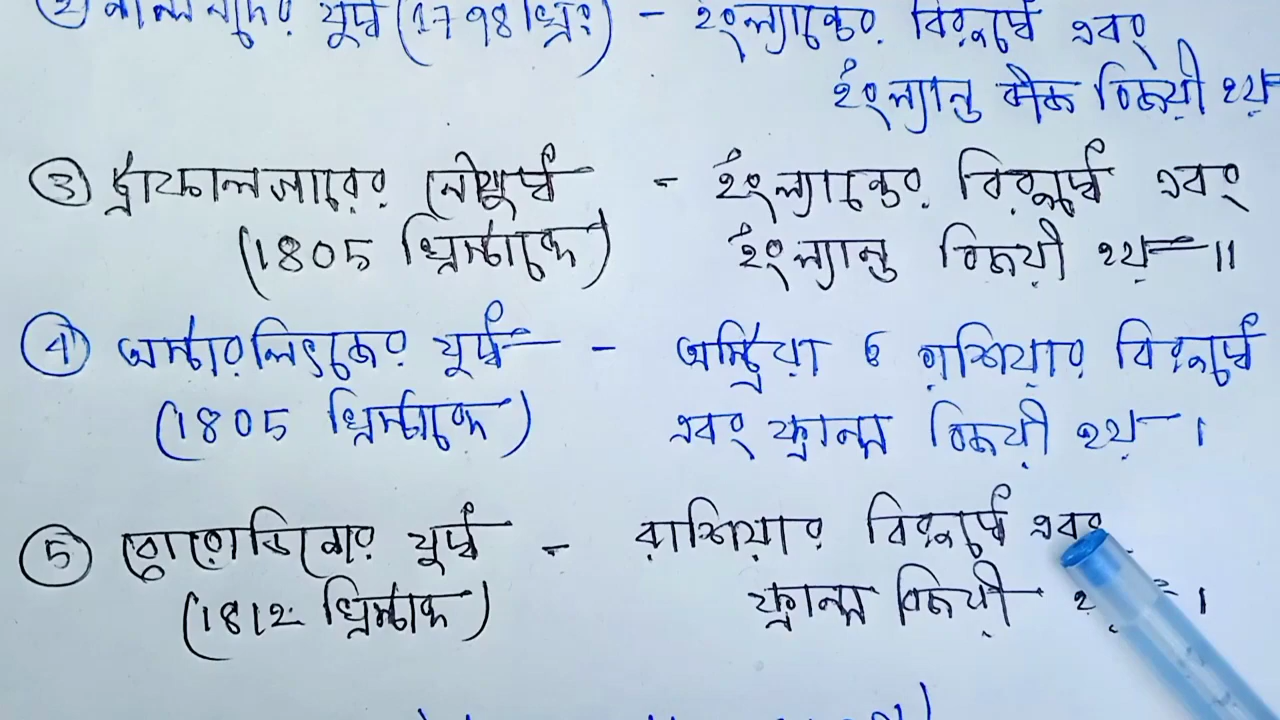 যুদ্ধ (1798 খ্রিঃ) - ইংল্যান্ডের বিরুদ্ধে এবং
ইংল্যান্ড বিজয়ী হয়
③ ট্রাফালগারের নৌযুদ্ধ - ইংল্যান্ডের বিরুদ্ধে এবং
(1805 খ্রিস্টাব্দে) ইংল্যান্ড বিজয়ী হয় ॥
④ অস্টারলিৎজের যুদ্ধ - অস্ট্রিয়া ও রাশিয়ার বিরুদ্ধে
(1805 খ্রিস্টাব্দে) এবং ফ্রান্স বিজয়ী হয় ।
⑤ বোরোডিনোর যুদ্ধ - রাশিয়ার বিরুদ্ধে এবং
(1812 খ্রিস্টাব্দ) ফ্রান্স বিজয়ী ।